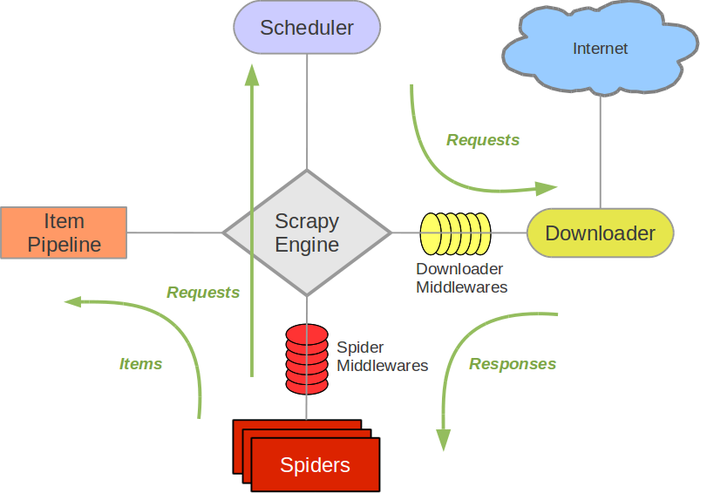 Scheduler
Internet
Requests
Item
Pipeline
Scrapy
Engine
Downloader
Downloader
Middlewares
Requests
Spider
Middlewares
Items
Responses
Spiders